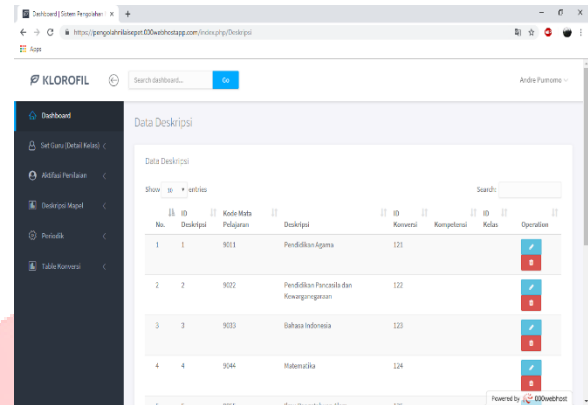 Dashboard | Sistem Pengolahan
https://pengolahnilaisepet.000webhostapp.com/index.php/Deskripsi
Apps
KLOROFIL
Search dashboard...
Go
Andre Purnomo
Dashboard
Set Guru (Detail Kelas)
Aktifasi Penilaian
Deskripsi Mapel
Periodik
Table Konversi
Data Deskripsi
Data Deskripsi
Show 10 entries
Search:
No. ID Deskripsi Kode Mata Pelajaran Deskripsi ID Konversi Kompetensi ID Kelas Operation
1 1 9011 Pendidikan Agama 121
2 2 9022 Pendidikan Pancasila dan
Kewarganegaraan 122
3 3 9033 Bahasa Indonesia 123
4 4 9044 Matematika 124
Powered by 000webhost